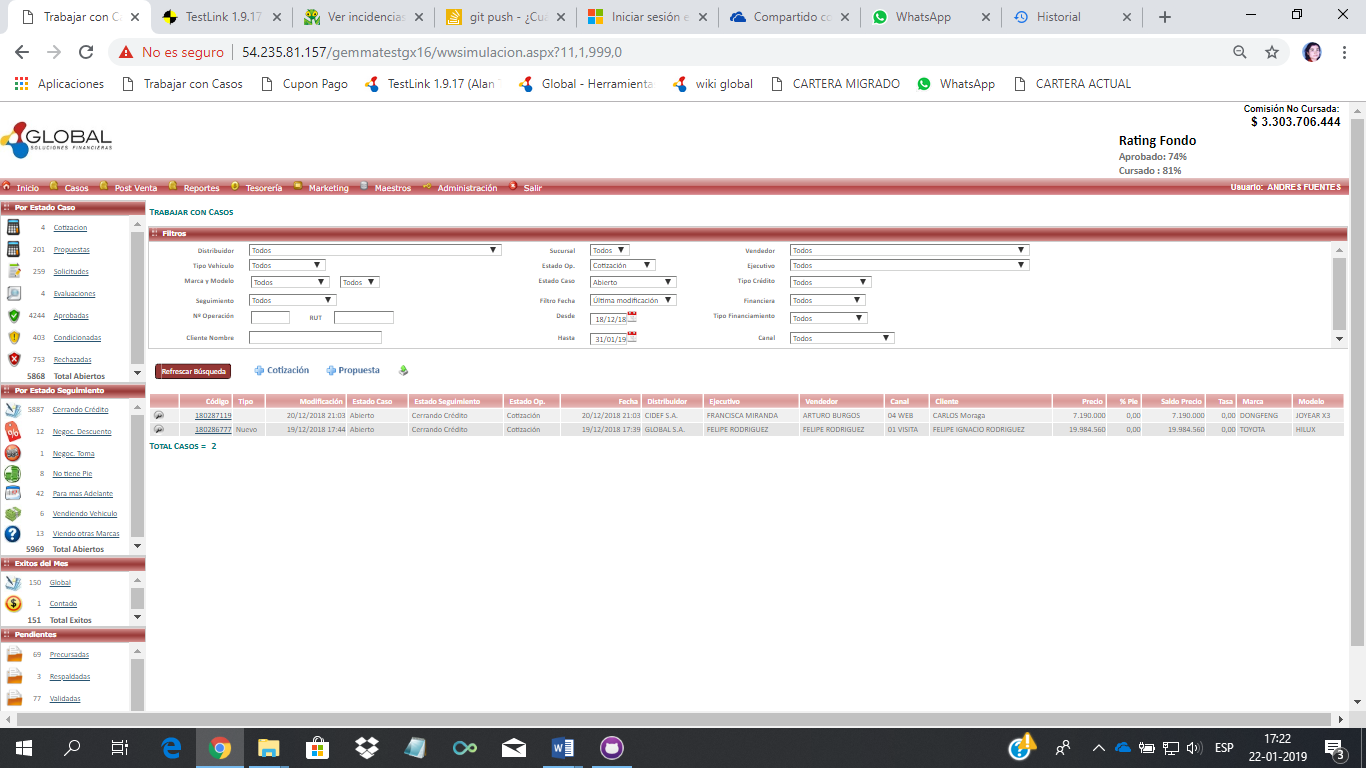 Trabajar con C
TestLink 1.9.17
Ver incidencias
git push - ¿Cuá
Iniciar sesión e
Compartido co
WhatsApp
Historial
No es seguro | 54.235.81.157/gemmatestgx16/wwsimulacion.aspx?11,1,999,0
Aplicaciones
Trabajar con Casos
Cupon Pago
TestLink 1.9.17 (Alan
Global - Herramienta
wiki global
CARTERA MIGRADO
WhatsApp
CARTERA ACTUAL
Comisión No Cursada:
$ 3.303.706.444
GLOBAL
SOLUCIONES FINANCIERAS
Rating Fondo
Aprobado: 74%
Cursado : 81%
Inicio Casos Post Venta Reportes Tesorería Marketing Maestros Administración Salir Usuario: ANDRES FUENTES
Por Estado Caso
4 Cotizacion
201 Propuestas
259 Solicitudes
4 Evaluaciones
4244 Aprobadas
403 Condicionadas
753 Rechazadas
5868 Total Abiertos
Por Estado Seguimiento
5887 Cerrando Crédito
12 Negoc. Descuento
1 Negoc. Toma
8 No tiene Pie
42 Para mas Adelante
6 Vendiendo Vehiculo
13 Viendo otras Marcas
5969 Total Abiertos
Exitos del Mes
150 Global
1 Contado
151 Total Exitos
Pendientes
69 Precursadas
3 Respaldadas
77 Validadas
TRABAJAR CON CASOS
Filtros
Distribuidor Todos Sucursal Todos Vendedor Todos
Tipo Vehículo Todos Estado Op. Cotización Ejecutivo Todos
Marca y Modelo Todos Todos Estado Caso Abierto Tipo Crédito Todos
Seguimiento Todos Filtro Fecha Última modificación Financiera Todos
Nº Operación RUT Desde 18/12/18 Tipo Financiamiento Todos
Cliente Nombre Hasta 31/01/19 Canal Todos
Refrescar Búsqueda Cotización Propuesta
Código Tipo Modificación Estado Caso Estado Seguimiento Estado Op. Fecha Distribuidor Ejecutivo Vendedor Canal Cliente Precio % Pie Saldo Precio Tasa Marca Modelo
180287119 20/12/2018 21:03 Abierto Cerrando Crédito Cotización 20/12/2018 21:03 CIDEF S.A. FRANCISCA MIRANDA ARTURO BURGOS 04 WEB CARLOS Moraga 7.190.000 0,00 7.190.000 0,00 DONGFENG JOYEAR X3
180286777 Nuevo 19/12/2018 17:44 Abierto Cerrando Crédito Cotización 19/12/2018 17:39 GLOBAL S.A. FELIPE RODRIGUEZ FELIPE RODRIGUEZ 01 VISITA FELIPE IGNACIO RODRIGUEZ 19.984.560 0,00 19.984.560 0,00 TOYOTA HILUX
TOTAL CASOS = 2
ESP
17:22
22-01-2019
3